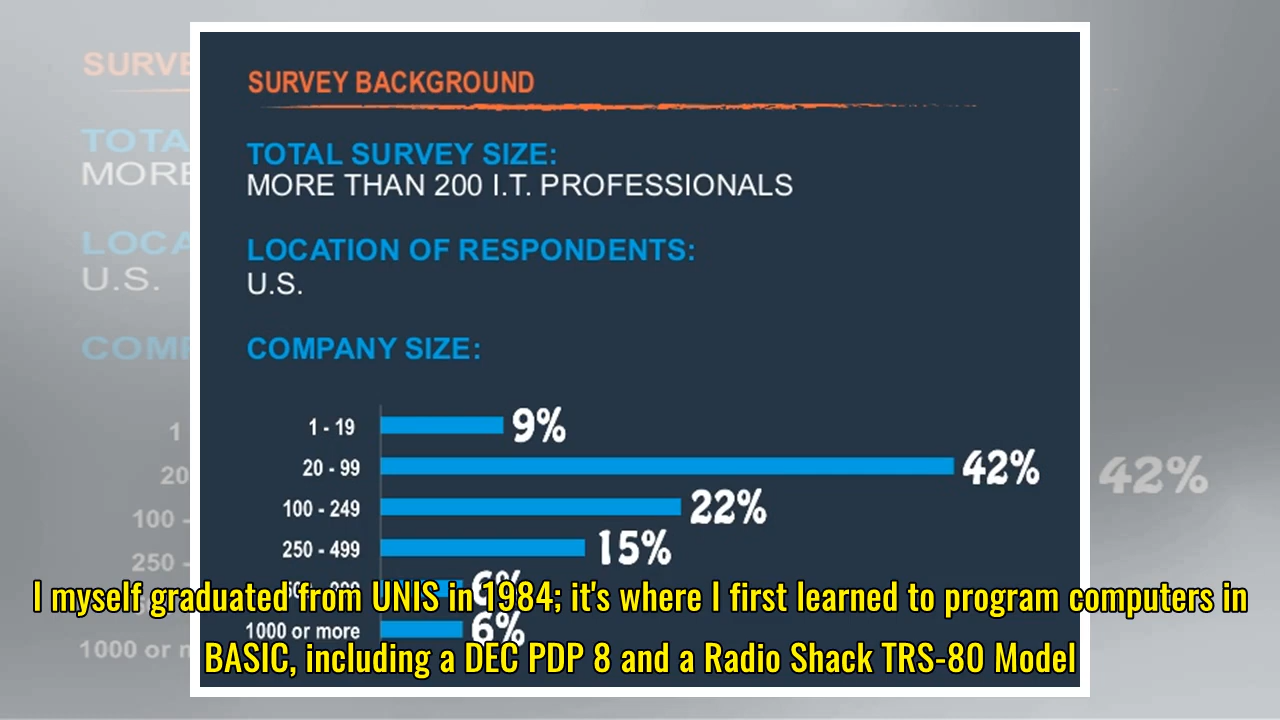 SURVEY BACKGROUND
TOTAL SURVEY SIZE:
MORE THAN 200 I.T. PROFESSIONALS
LOCATION OF RESPONDENTS:
U.S.
COMPANY SIZE:
1 - 19 9%
20 - 99 42%
100 - 249 22%
250 - 499 15%
6%
1000 or more 6%
I myself graduated from UNIS in 1984; it's where I first learned to program computers in
BASIC, including a DEC PDP 8 and a Radio Shack TRS-80 Model